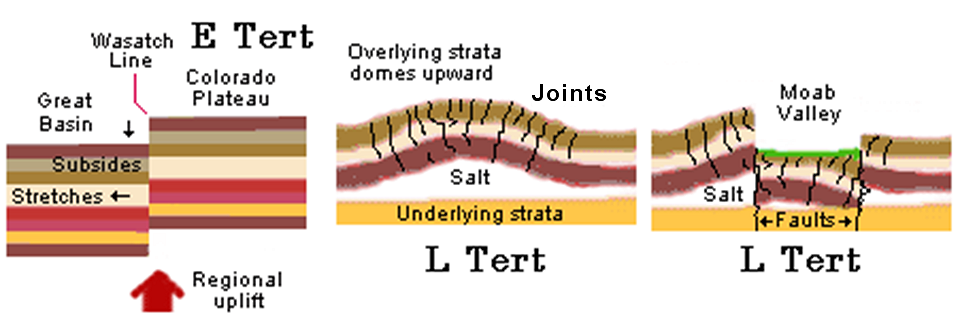 Wasatch
Line
E Tert
Colorado
Plateau
Great
Basin
Subsides
Stretches
Regional
uplift
Overlying strata
domes upward
Joints
Salt
Underlying strata
L Tert
Moab
Valley
Salt
Faults
L Tert